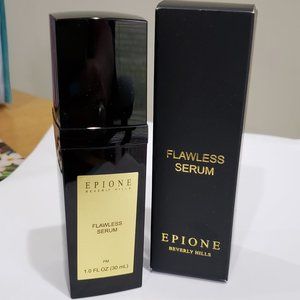 EPIONE
BEVERLY HILLS
FLAWLESS
SERUM
PM
1.0 FL OZ (30 mL)
FLAWLESS
SERUM
EPIONE
BEVERLY HILLS